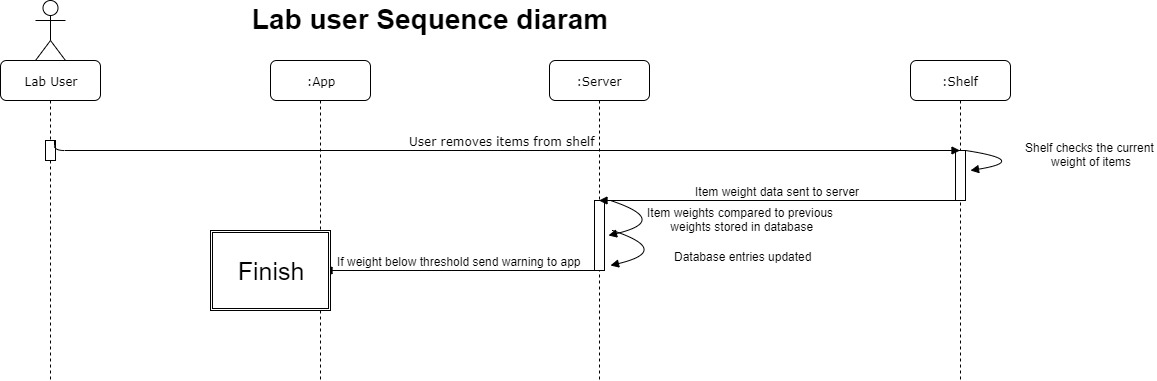 Lab user Sequence diaram
Lab User
:App
:Server
:Shelf
User removes items from shelf
Shelf checks the current
weight of items
Item weight data sent to server
Item weights compared to previous
weights stored in database
Database entries updated
If weight below threshold send warning to app
Finish